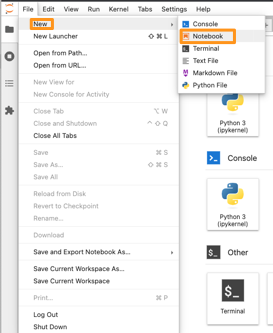 File Edit View Run Kernel Tabs Settings Help
New
Console
New Launcher ⇧ ⌘ L
Notebook
Terminal
Open from Path...
Text File
Open from URL...
Markdown File
New View for
Python File
New Console for Activity
Close Tab ⌥ W
Close and Shutdown ^ ⇧ Q
Close All Tabs
Python 3
(ipykernel)
Save ⌘ S
Save As... ⇧ ⌘ S
Save All
Console
Reload from Disk
Revert to Checkpoint
Rename...
Python 3
(ipykernel)
Download
Save and Export Notebook As...
Other
Save Current Workspace As...
Save Current Workspace
$_
Print... ⌘ P
Terminal
Log Out
Shut Down